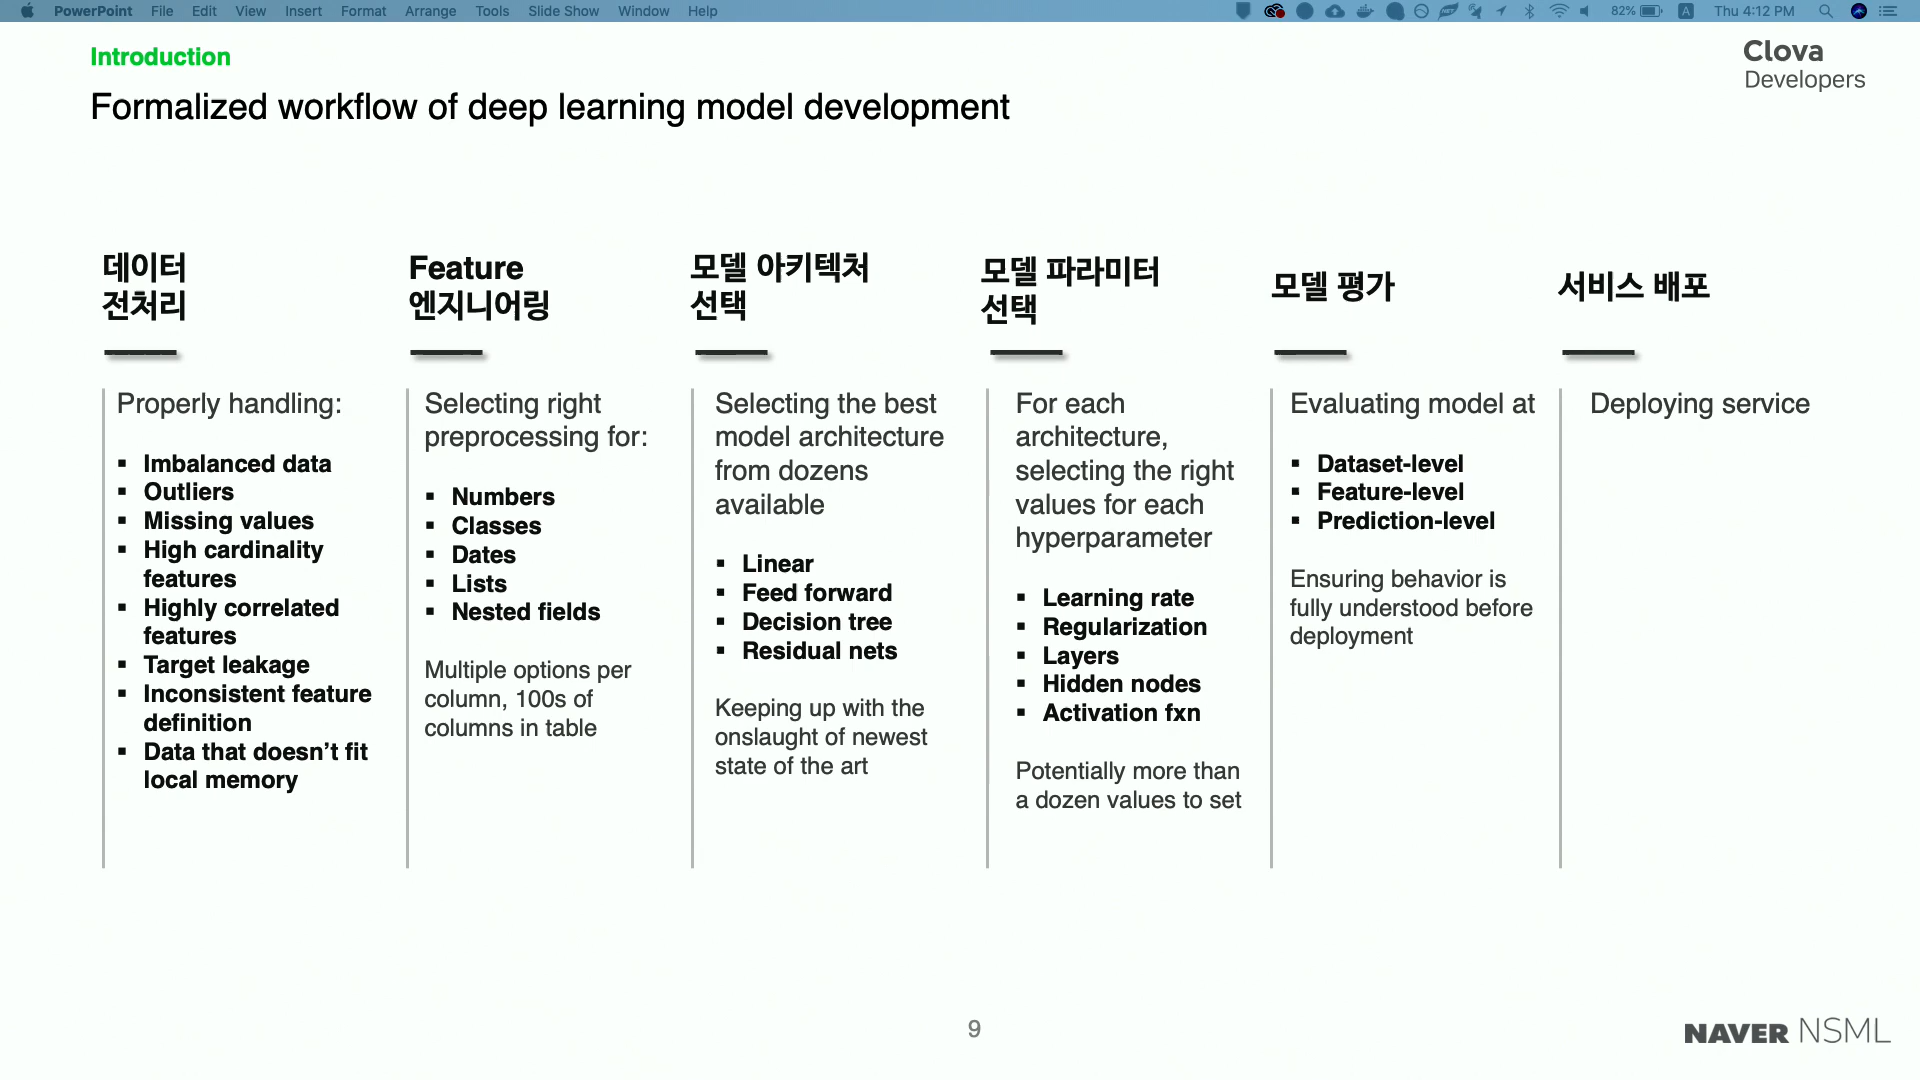 PowerPoint File Edit View Insert Format Arrange Tools Slide Show Window Help 82% A Thu 4:12 PM
Introduction
Clova
Developers
Formalized workflow of deep learning model development
데이터
전처리
Properly handling:
▪ Imbalanced data
▪ Outliers
▪ Missing values
▪ High cardinality
features
▪ Highly correlated
features
▪ Target leakage
▪ Inconsistent feature
definition
▪ Data that doesn’t fit
local memory
Feature
엔지니어링
Selecting right
preprocessing for:
▪ Numbers
▪ Classes
▪ Dates
▪ Lists
▪ Nested fields
Multiple options per
column, 100s of
columns in table
모델 아키텍처
선택
Selecting the best
model architecture
from dozens
available
▪ Linear
▪ Feed forward
▪ Decision tree
▪ Residual nets
Keeping up with the
onslaught of newest
state of the art
모델 파라미터
선택
For each
architecture,
selecting the right
values for each
hyperparameter
▪ Learning rate
▪ Regularization
▪ Layers
▪ Hidden nodes
▪ Activation fxn
Potentially more than
a dozen values to set
모델 평가
Evaluating model at
▪ Dataset-level
▪ Feature-level
▪ Prediction-level
Ensuring behavior is
fully understood before
deployment
서비스 배포
Deploying service
9
NAVER NSML